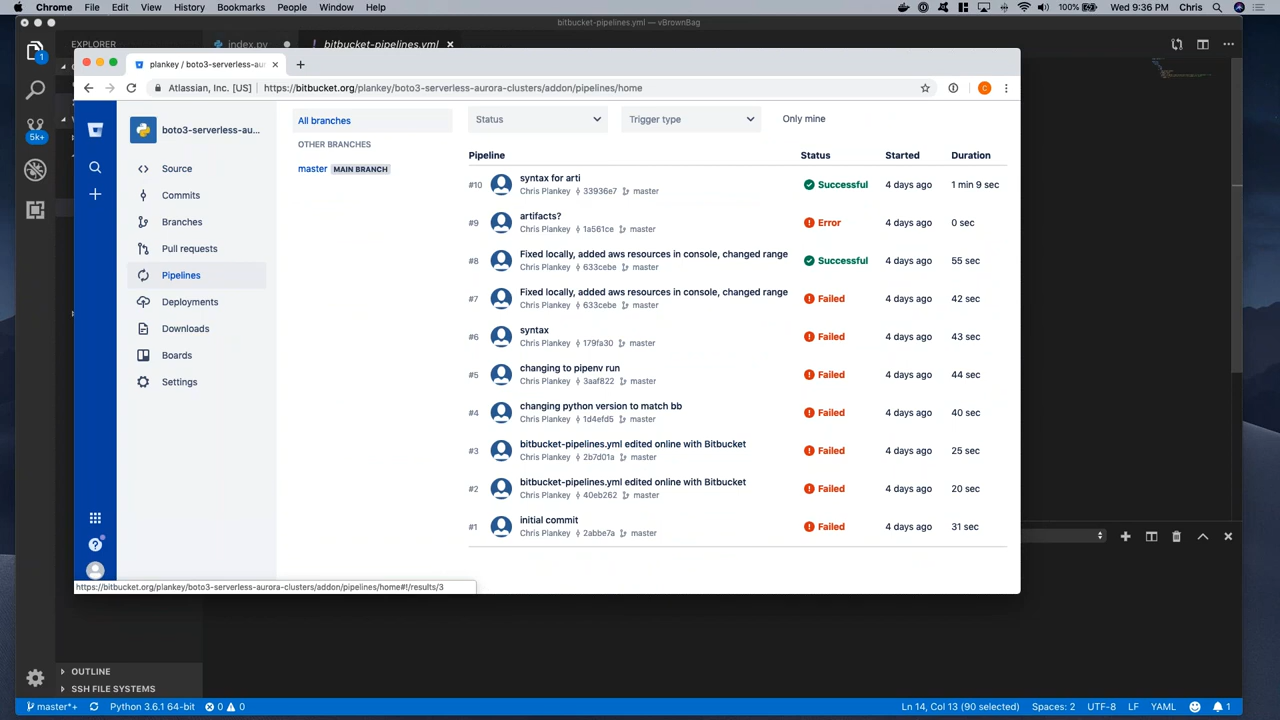 Chrome File Edit View History Bookmarks People Window Help
100% Wed 9:36 PM Chris
bitbucket-pipelines.yml — vBrownBag
EXPLORER
index.py
! bitbucket-pipelines.yml
plankey / boto3-serverless-au
Atlassian, Inc. [US] | https://bitbucket.org/plankey/boto3-serverless-aurora-clusters/addon/pipelines/home
C
1
5k+
boto3-serverless-au...
Source
Commits
Branches
Pull requests
Pipelines
Deployments
Downloads
Boards
Settings
All branches
OTHER BRANCHES
master MAIN BRANCH
Status
Trigger type
Only mine
Pipeline Status Started Duration
#10 syntax for arti Successful 4 days ago 1 min 9 sec
Chris Plankey 33936e7 master
#9 artifacts? Error 4 days ago 0 sec
Chris Plankey 1a561ce master
#8 Fixed locally, added aws resources in console, changed range Successful 4 days ago 55 sec
Chris Plankey 633cebe master
#7 Fixed locally, added aws resources in console, changed range Failed 4 days ago 42 sec
Chris Plankey 633cebe master
#6 syntax Failed 4 days ago 43 sec
Chris Plankey 179fa30 master
#5 changing to pipenv run Failed 4 days ago 44 sec
Chris Plankey 3aaf822 master
#4 changing python version to match bb Failed 4 days ago 40 sec
Chris Plankey 1d4efd5 master
#3 bitbucket-pipelines.yml edited online with Bitbucket Failed 4 days ago 25 sec
Chris Plankey 2b7d01a master
#2 bitbucket-pipelines.yml edited online with Bitbucket Failed 4 days ago 20 sec
Chris Plankey 40eb262 master
#1 initial commit Failed 4 days ago 31 sec
Chris Plankey 2abbe7a master
https://bitbucket.org/plankey/boto3-serverless-aurora-clusters/addon/pipelines/home#!/results/3
OUTLINE
SSH FILE SYSTEMS
master*+ Python 3.6.1 64-bit 0 0 Ln 14, Col 13 (90 selected) Spaces: 2 UTF-8 LF YAML 1